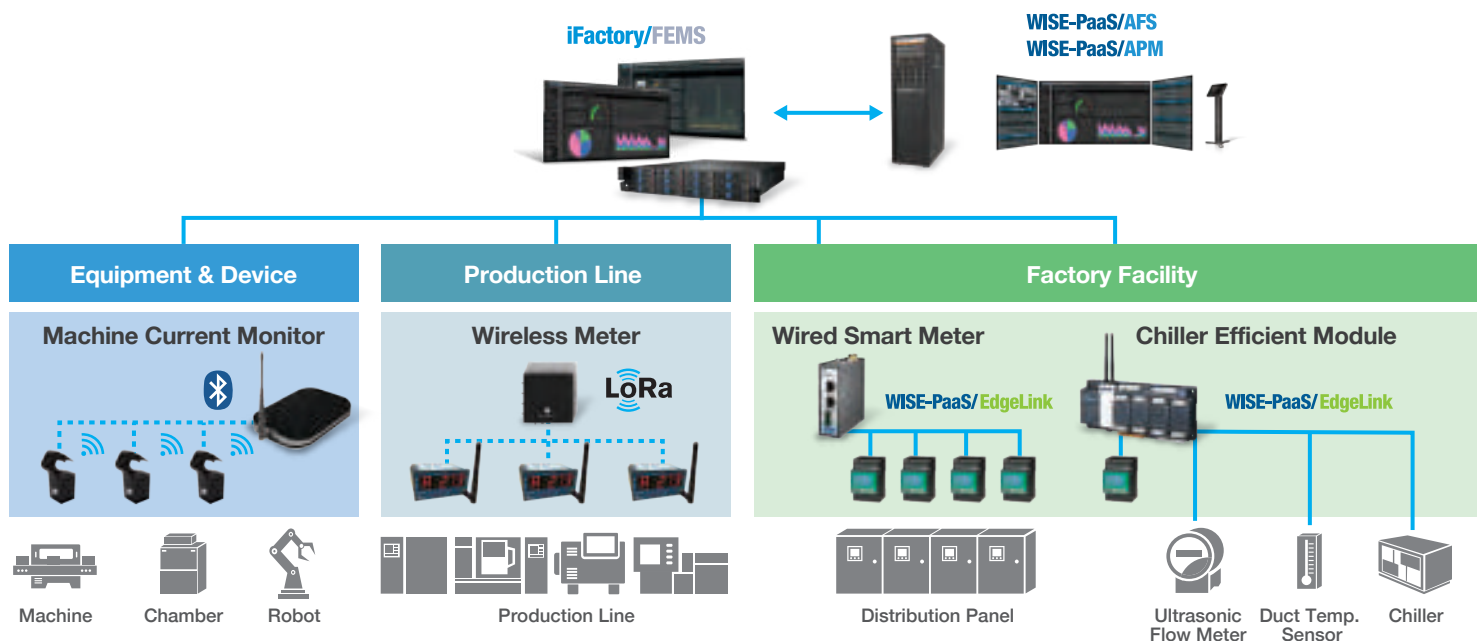 iFactory/FEMS
WISE-PaaS/AFS
WISE-PaaS/APM
Equipment & Device
Production Line
Factory Facility
Machine Current Monitor
Wireless Meter
Wired Smart Meter
Chiller Efficient Module
LoRa
WISE-PaaS/EdgeLink
WISE-PaaS/EdgeLink
Machine
Chamber
Robot
Production Line
Distribution Panel
Ultrasonic
Flow Meter
Duct Temp.
Sensor
Chiller